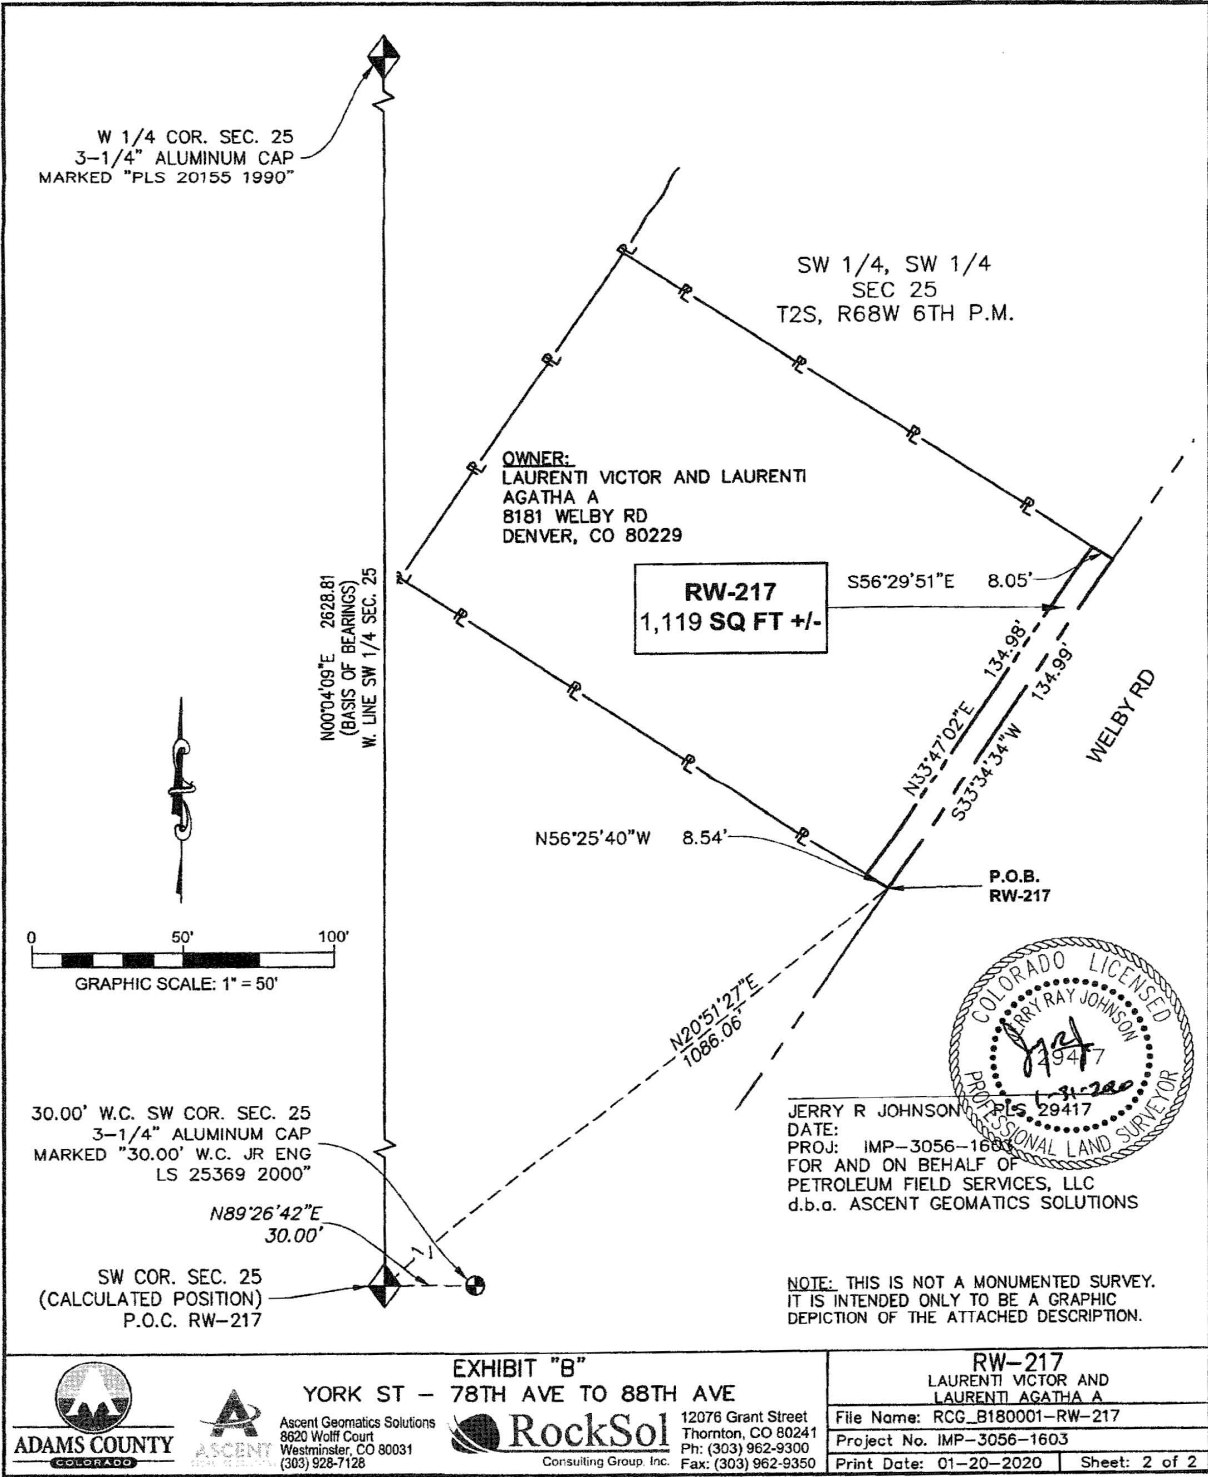 W 1/4 COR. SEC. 25
3-1/4" ALUMINUM CAP
MARKED "PLS 20155 1990"
SW 1/4, SW 1/4
SEC 25
T2S, R68W 6TH P.M.
OWNER:
LAURENTI VICTOR AND LAURENTI
AGATHA A
8181 WELBY RD
DENVER, CO 80229
RW-217
1,119 SQ FT +/-
S56°29'51"E 8.05'
N00°04'09"E 2628.81
(BASIS OF BEARINGS)
W. LINE SW 1/4 SEC. 25
N33°47'02"E 134.98'
S33°34'34"W 134.99'
WELBY RD
N56°25'40"W 8.54'
P.O.B.
RW-217
0 50' 100'
GRAPHIC SCALE: 1" = 50'
N20°51'27"E
1086.06'
COLORADO LICENSED
JERRY RAY JOHNSON
29417
1-31-2020
PROFESSIONAL LAND SURVEYOR
30.00' W.C. SW COR. SEC. 25
3-1/4" ALUMINUM CAP
MARKED "30.00' W.C. JR ENG
LS 25369 2000"
N89°26'42"E
30.00'
SW COR. SEC. 25
(CALCULATED POSITION)
P.O.C. RW-217
JERRY R JOHNSON PLS 29417
DATE:
PROJ: IMP-3056-1603
FOR AND ON BEHALF OF
PETROLEUM FIELD SERVICES, LLC
d.b.a. ASCENT GEOMATICS SOLUTIONS
NOTE: THIS IS NOT A MONUMENTED SURVEY.
IT IS INTENDED ONLY TO BE A GRAPHIC
DEPICTION OF THE ATTACHED DESCRIPTION.
ADAMS COUNTY
COLORADO
EXHIBIT "B"
YORK ST - 78TH AVE TO 88TH AVE
ASCENT
Ascent Geomatics Solutions
8620 Wolff Court
Westminster, CO 80031
(303) 928-7128
RockSol
Consulting Group, Inc.
12076 Grant Street
Thornton, CO 80241
Ph: (303) 962-9300
Fax: (303) 962-9350
RW-217
LAURENTI VICTOR AND
LAURENTI AGATHA A
File Name: RCG_B180001-RW-217
Project No. IMP-3056-1603
Print Date: 01-20-2020 Sheet: 2 of 2